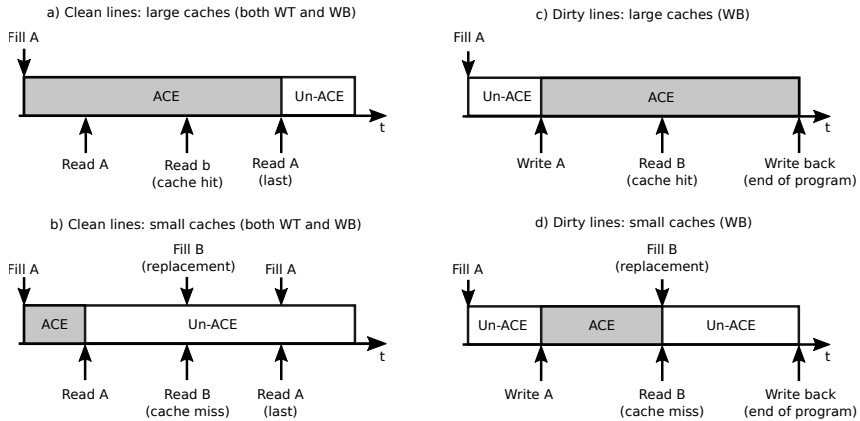 a) Clean lines: large caches (both WT and WB)
Fill A
ACE
Un-ACE
t
Read A
Read b
(cache hit)
Read A
(last)
c) Dirty lines: large caches (WB)
Fill A
Un-ACE
ACE
t
Write A
Read B
(cache hit)
Write back
(end of program)
b) Clean lines: small caches (both WT and WB)
Fill A
Fill B
(replacement)
Fill A
ACE
Un-ACE
t
Read A
Read B
(cache miss)
Read A
(last)
d) Dirty lines: small caches (WB)
Fill A
Fill B
(replacement)
Un-ACE
ACE
Un-ACE
t
Write A
Read B
(cache miss)
Write back
(end of program)